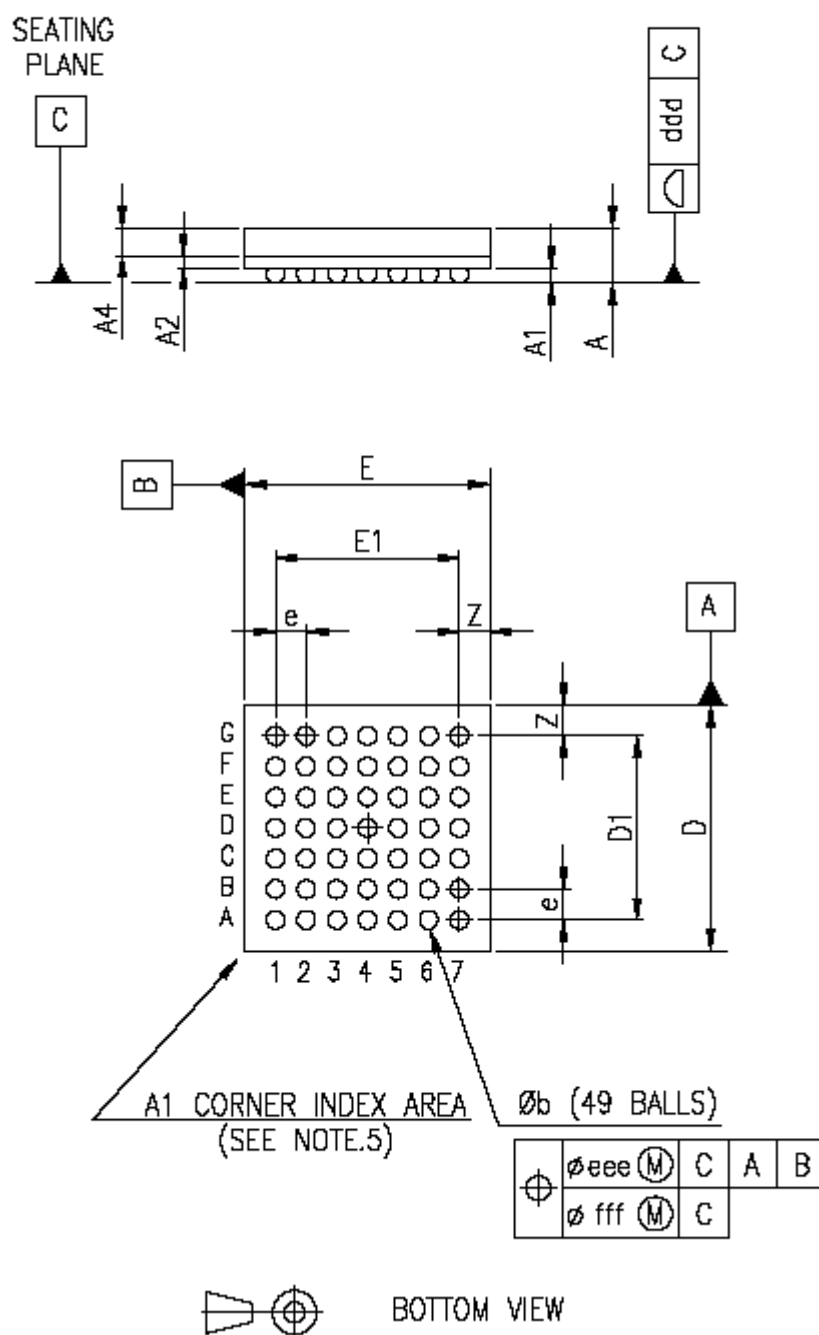 SEATING
PLANE
C
C
ddd
A4
A2
A1
A
B
E
E1
e
Z
A
Z
G
F
E
D
C
B
A
D1
D
e
1 2 3 4 5 6 7
A1 CORNER INDEX AREA
(SEE NOTE.5)
Øb (49 BALLS)
ø eee Ⓜ C A B
ø fff Ⓜ C
BOTTOM VIEW